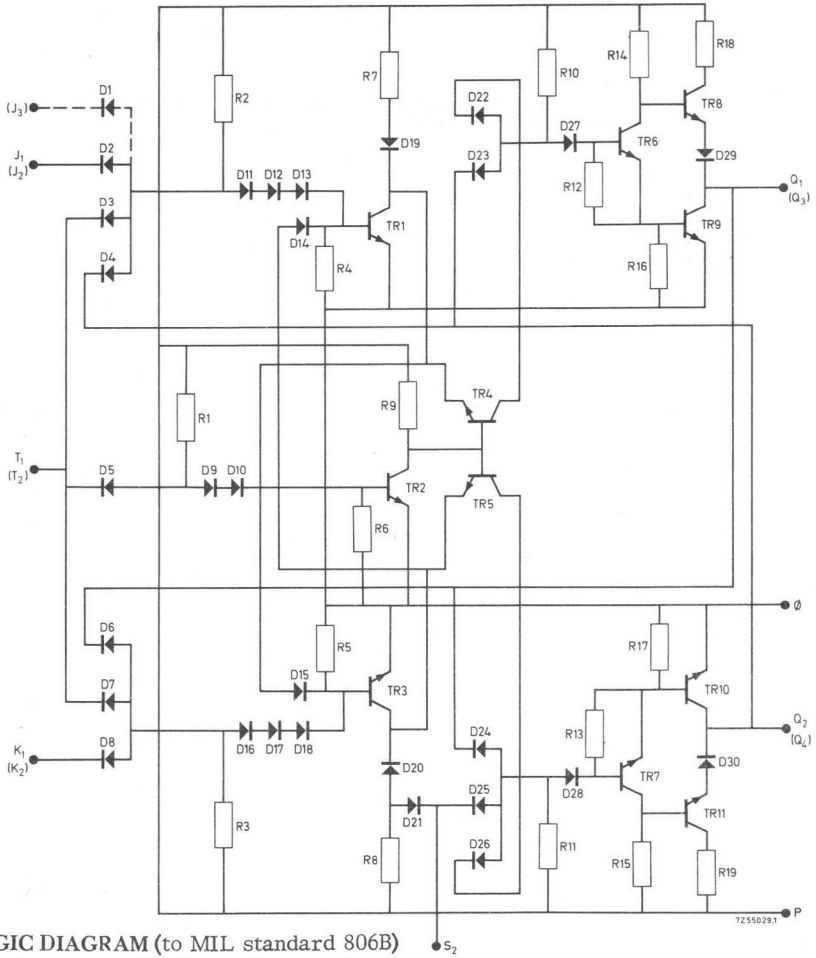 R18
R14
R7
R10
D1
(J3)
R2
D22
TR8
J1
D2
D19
D27
(J2)
TR6
D29
D23
D11 D12 D13
R12
Q1
D3
(Q3)
TR1
TR9
D14
D4
R4
R16
TR4
R9
R1
T1
D5
(T2)
D9 D10
TR2
TR5
R6
D6
Ø
R5
R17
D15
TR3
TR10
D7
Q2
D24
(Q4)
K1
D8
D16 D17 D18
R13
(K2)
D20
D28
D30
TR7
D25
D21
TR11
R3
D26
R8
R11
R15
R19
P
7Z55029.1
GIC DIAGRAM (to MIL standard 806B)
S2